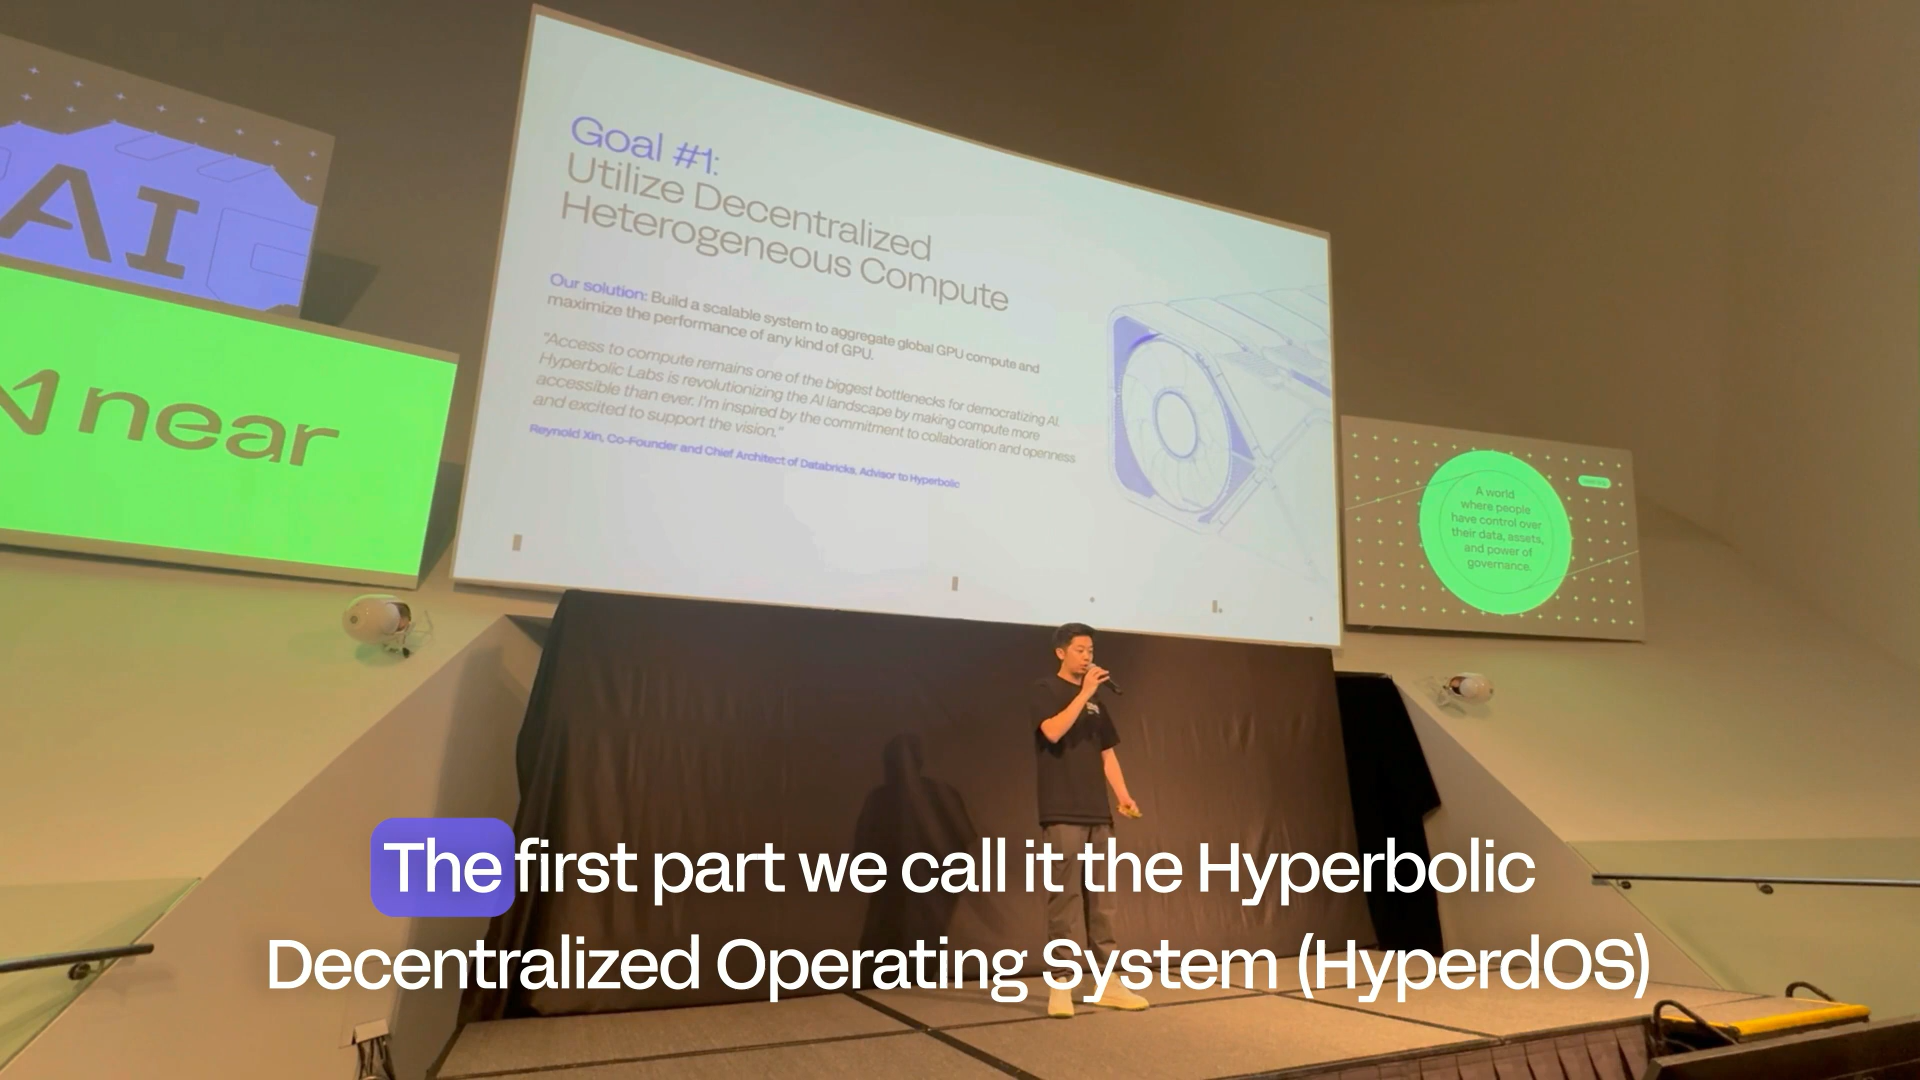 AI
near
Goal #1:
Utilize Decentralized
Heterogeneous Compute
Our solution: Build a scalable system to aggregate global GPU compute and
maximize the performance of any kind of GPU.
"Access to compute remains one of the biggest bottlenecks for democratizing AI.
Hyperbolic Labs is revolutionizing the AI landscape by making compute more
accessible than ever. I'm inspired by the commitment to collaboration and openness
and excited to support the vision."
Reynold Xin, Co-Founder and Chief Architect of Databricks, Advisor to Hyperbolic
A world
where people
have control over
their data, assets,
and power of
governance.
The first part we call it the Hyperbolic
Decentralized Operating System (HyperdOS)